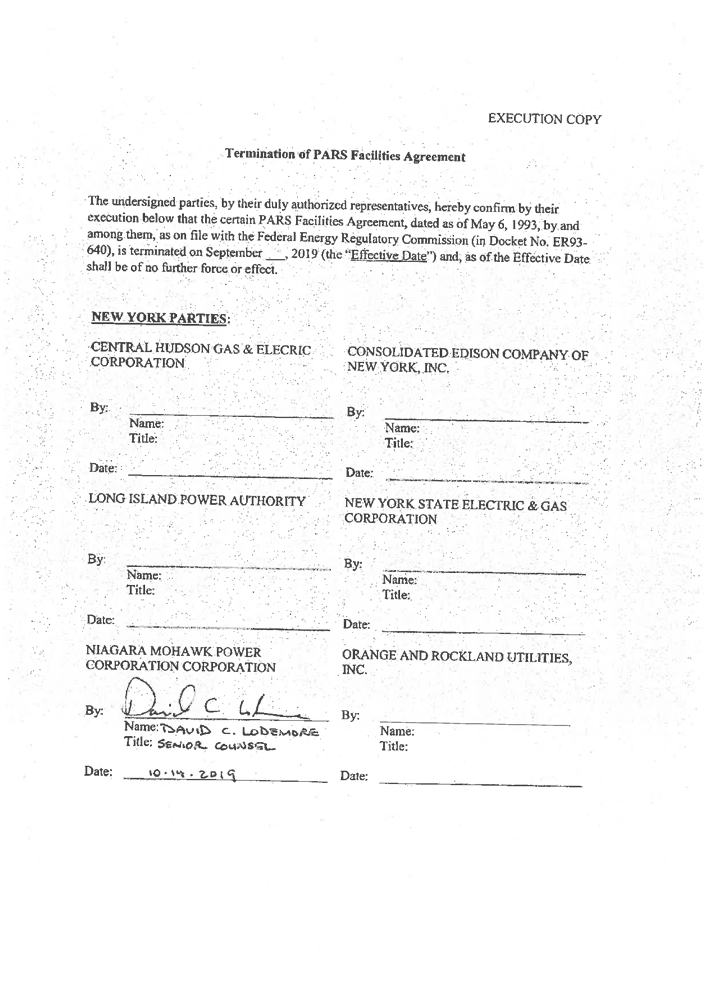 EXECUTION COPY
Termination of PARS Facilities Agreement
The undersigned parties, by their duly authorized representatives, hereby confirm by their
execution below that the certain PARS Facilities Agreement, dated as of May 6, 1993, by and
among them, as on file with the Federal Energy Regulatory Commission (in Docket No. ER93-
640), is terminated on September ___, 2019 (the “Effective Date”) and, as of the Effective Date
shall be of no further force or effect.
NEW YORK PARTIES:
CENTRAL HUDSON GAS & ELECRIC
CORPORATION
By:
Name:
Title:
Date:
CONSOLIDATED EDISON COMPANY OF
NEW YORK, INC.
By:
Name:
Title:
Date:
LONG ISLAND POWER AUTHORITY
By:
Name:
Title:
Date:
NEW YORK STATE ELECTRIC & GAS
CORPORATION
By:
Name:
Title:
Date:
NIAGARA MOHAWK POWER
CORPORATION CORPORATION
By: David C.
Name: DAVID C. LODEMORE
Title: SENIOR COUNSEL
Date: 10.14.2019
ORANGE AND ROCKLAND UTILITIES,
INC.
By:
Name:
Title:
Date: